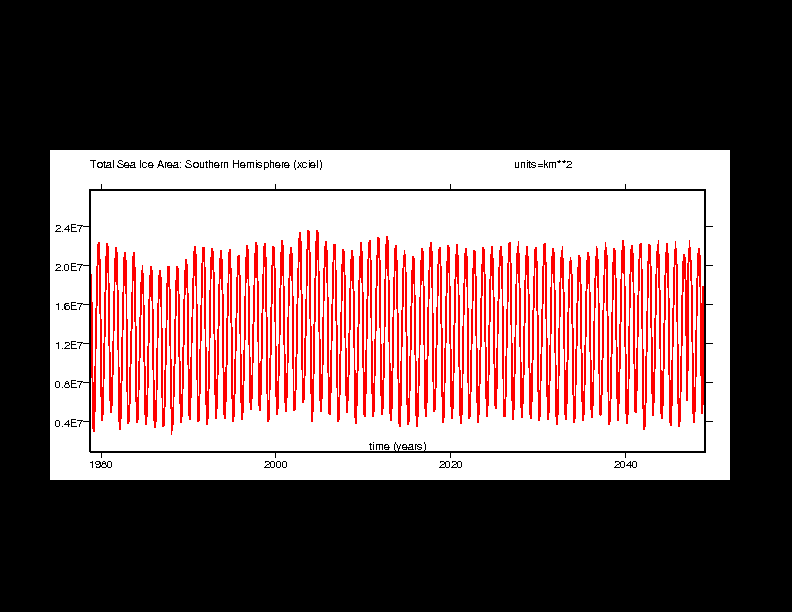 Total Sea Ice Area: Southern Hemisphere (xciel) units=km**2
2.4E7
2.0E7
1.6E7
1.2E7
0.8E7
0.4E7
time (years)
1980 2000 2020 2040